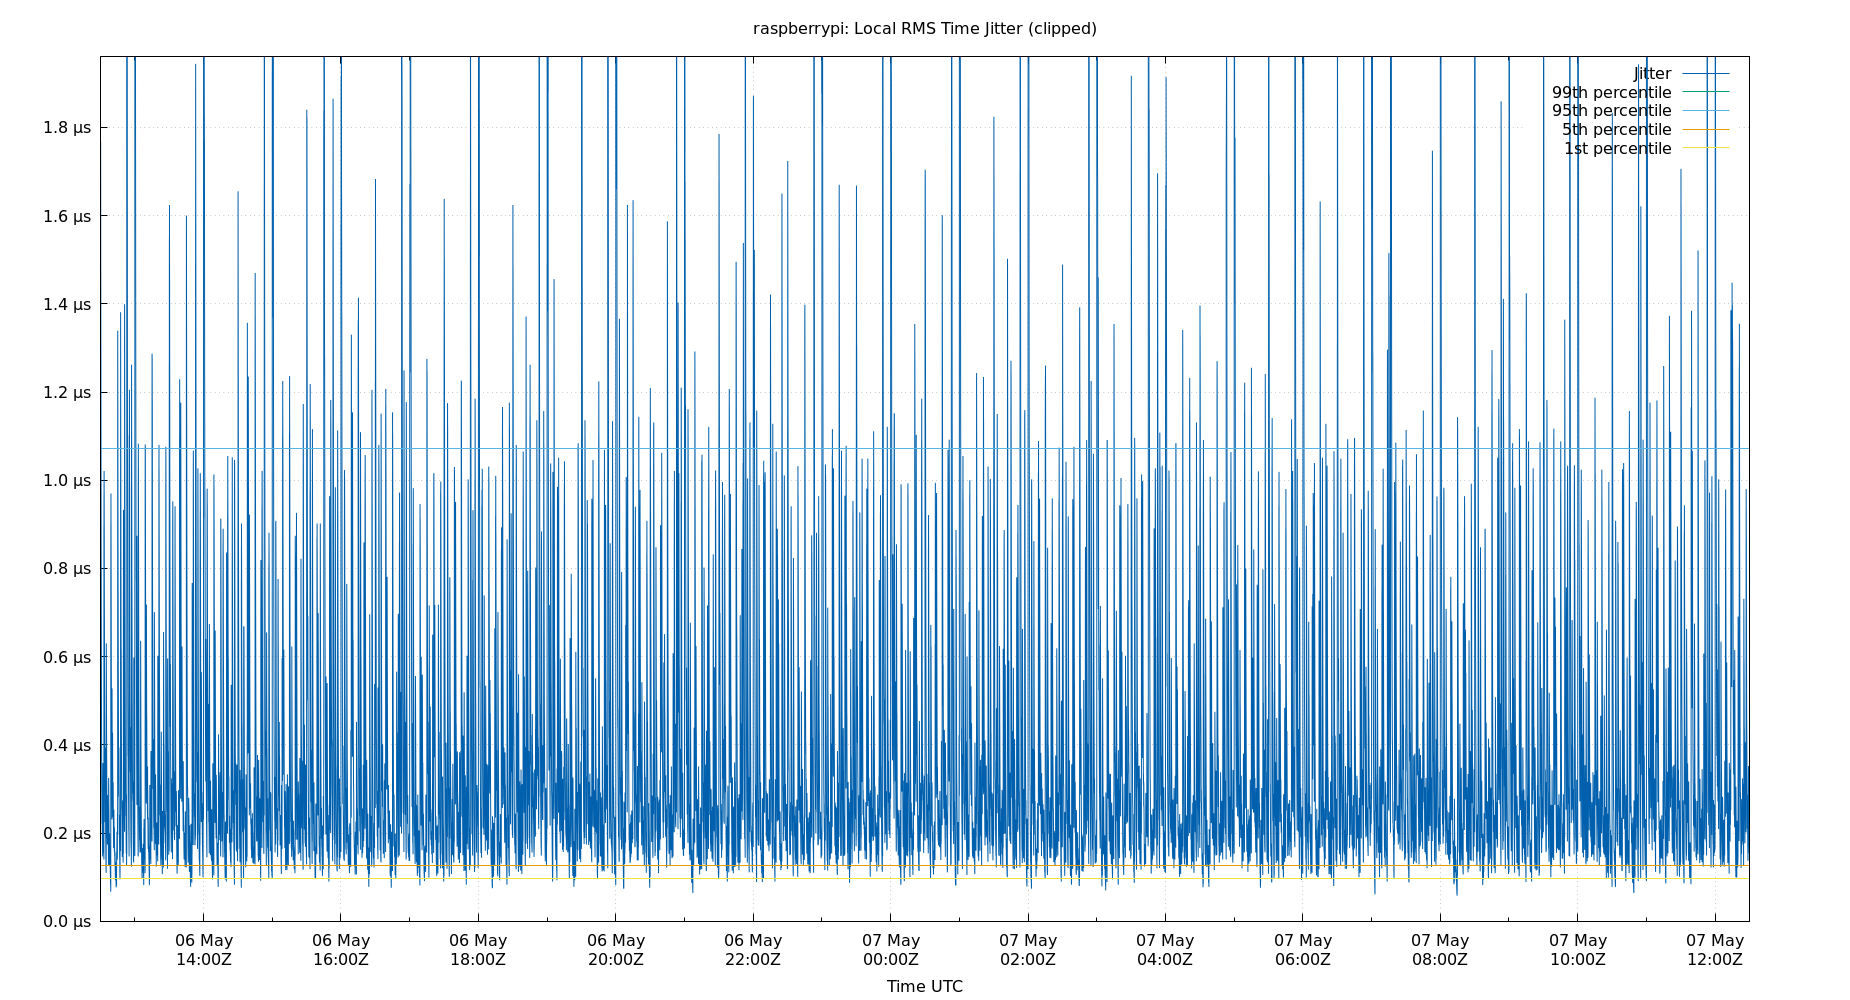 raspberrypi: Local RMS Time Jitter (clipped)
Jitter
99th percentile
95th percentile
5th percentile
1st percentile
1.8 μs
1.6 μs
1.4 μs
1.2 μs
1.0 μs
0.8 μs
0.6 μs
0.4 μs
0.2 μs
0.0 μs
06 May 06 May 06 May 06 May 06 May 07 May 07 May 07 May 07 May 07 May 07 May 07 May
14:00Z 16:00Z 18:00Z 20:00Z 22:00Z 00:00Z 02:00Z 04:00Z 06:00Z 08:00Z 10:00Z 12:00Z
Time UTC